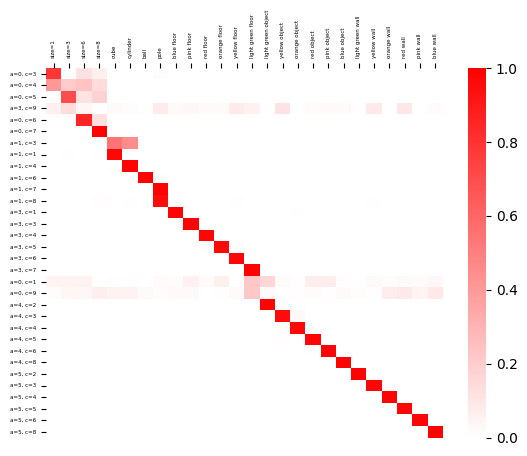 size=1 size=3 size=6 size=8 cube cylinder ball pole blue floor pink floor red floor orange floor yellow floor light green floor light green object yellow object orange object red object pink object blue object light green wall yellow wall orange wall red wall pink wall blue wall
a=0, c=3
a=0, c=4
a=0, c=5
a=3, c=9
a=0, c=6
a=0, c=7
a=1, c=3
a=1, c=1
a=1, c=4
a=1, c=6
a=1, c=7
a=1, c=8
a=3, c=1
a=3, c=3
a=3, c=4
a=3, c=5
a=3, c=6
a=3, c=7
a=0, c=1
a=0, c=9
a=4, c=2
a=4, c=3
a=4, c=4
a=4, c=5
a=4, c=6
a=4, c=8
a=5, c=2
a=5, c=3
a=5, c=4
a=5, c=5
a=5, c=6
a=5, c=8
1.0
0.8
0.6
0.4
0.2
0.0